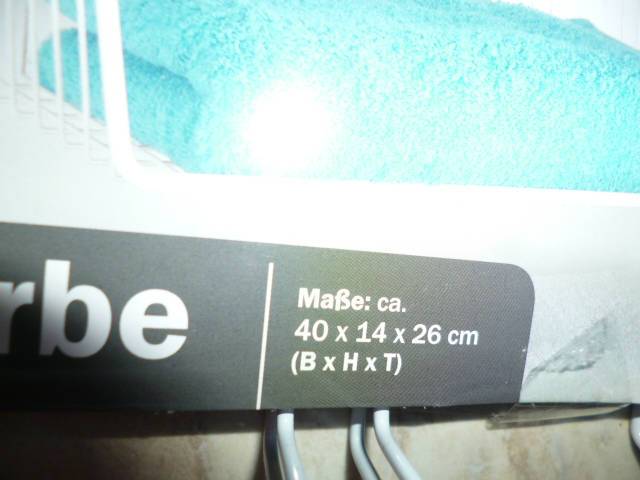 rbe
Maße: ca.
40 x 14 x 26 cm
(B x H x T)